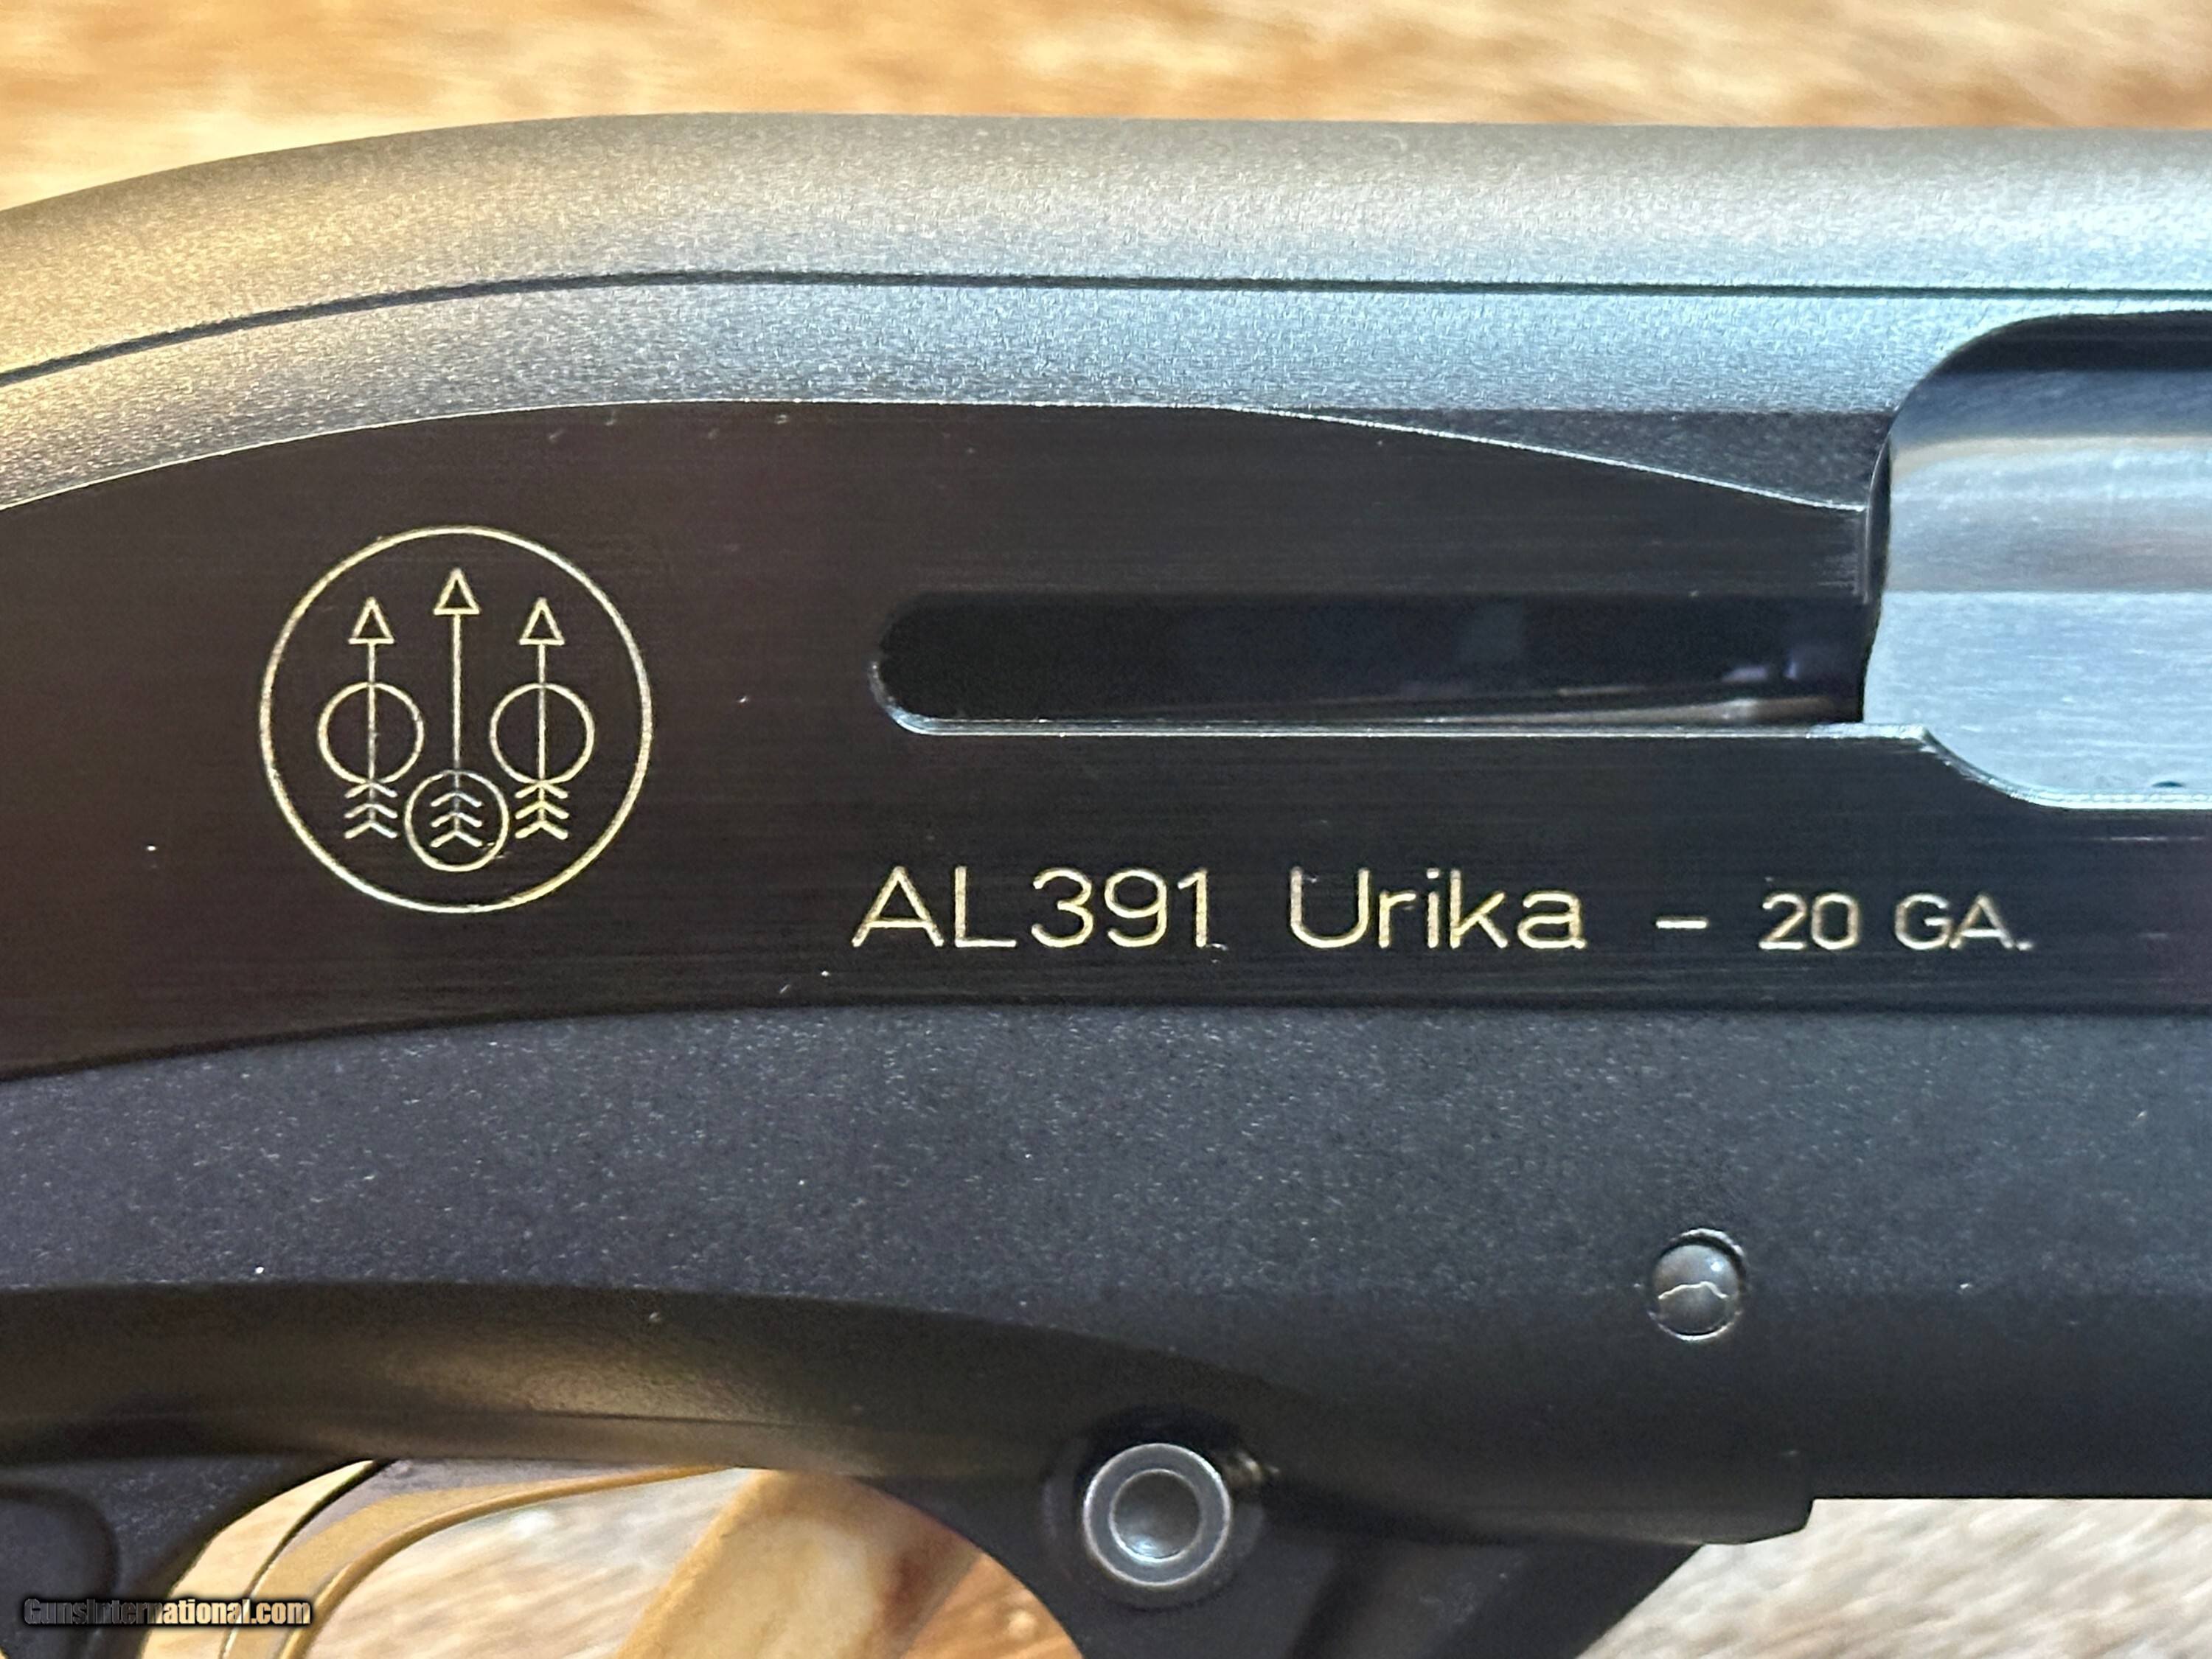 AL391 Urika – 20 GA.
GunsInternational.com